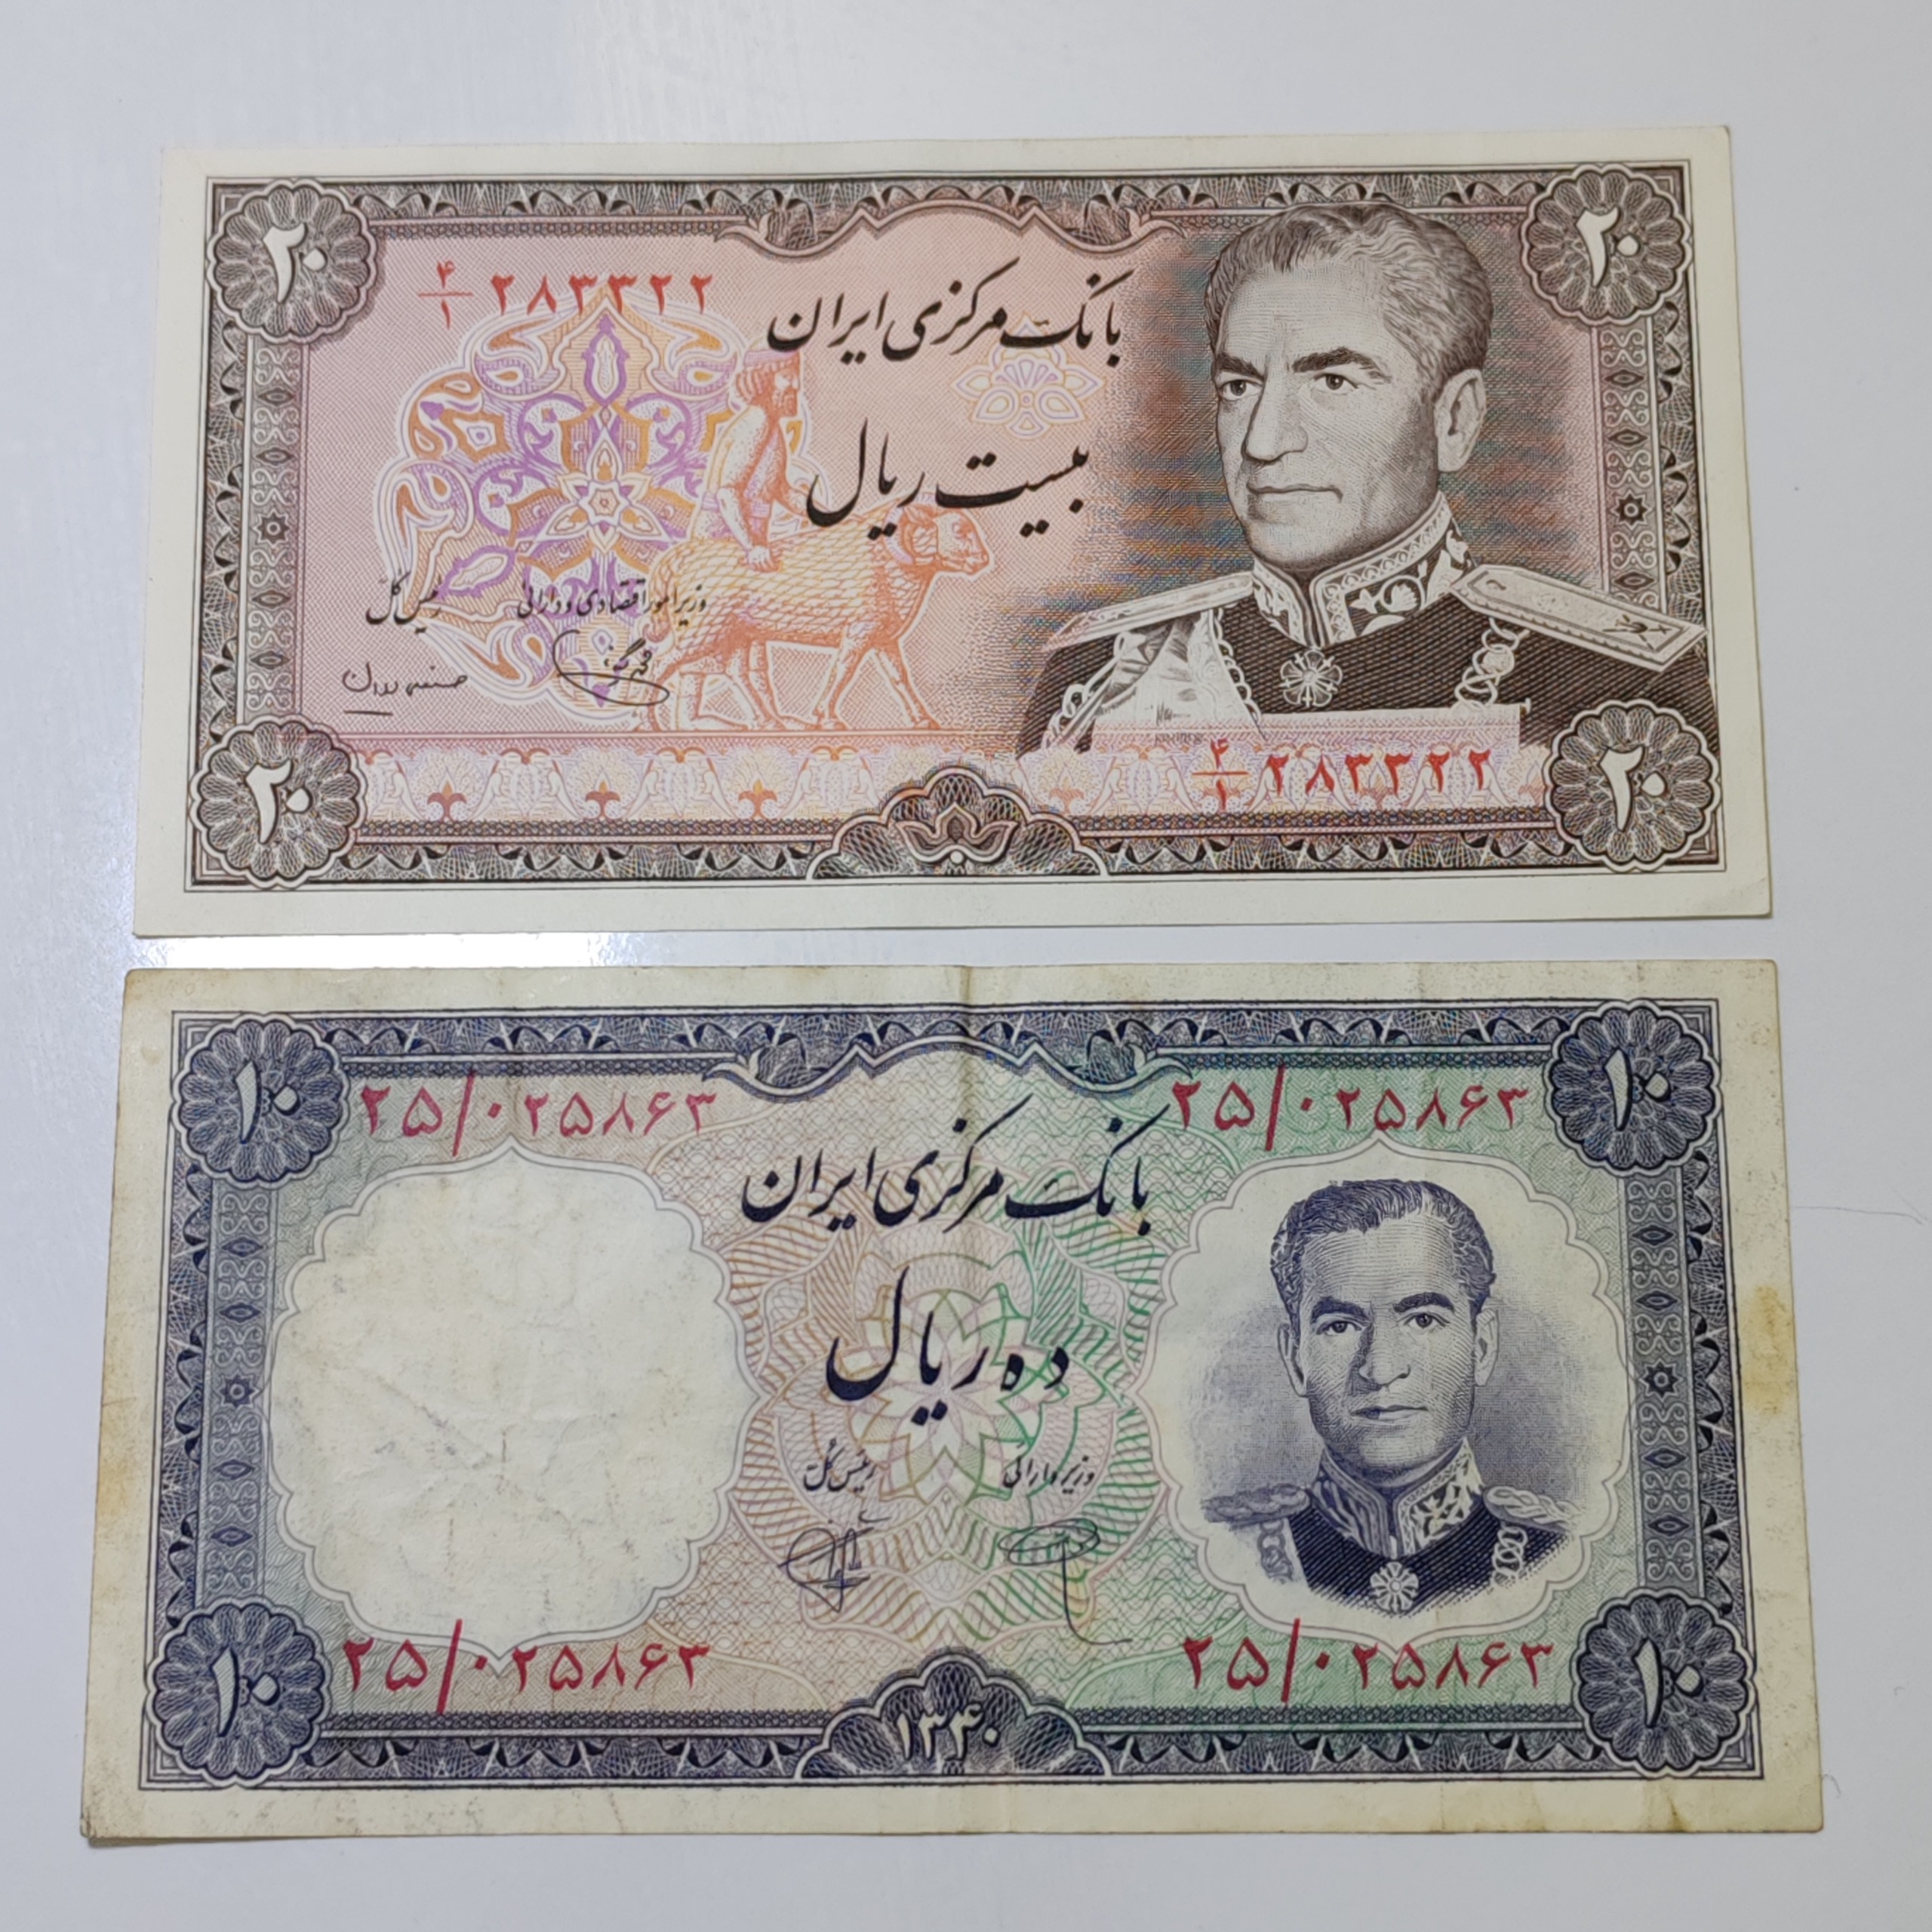 ۲۰
۲۰
۴/۱ ۲۸۳۳۲۲
بانک مرکزی ایران
بیست ریال
وزیر امور اقتصادی و دارائی
رئیس کل
۴/۱ ۲۸۳۳۲۲
۲۰
۲۰
۱۰
۱۰
۲۵/۰۲۵۸۶۳
۲۵/۰۲۵۸۶۳
بانک مرکزی ایران
ده ریال
وزیر دارائی
رئیس کل
۲۵/۰۲۵۸۶۳
۲۵/۰۲۵۸۶۳
۱۰
۱۰
۱۳۴۰